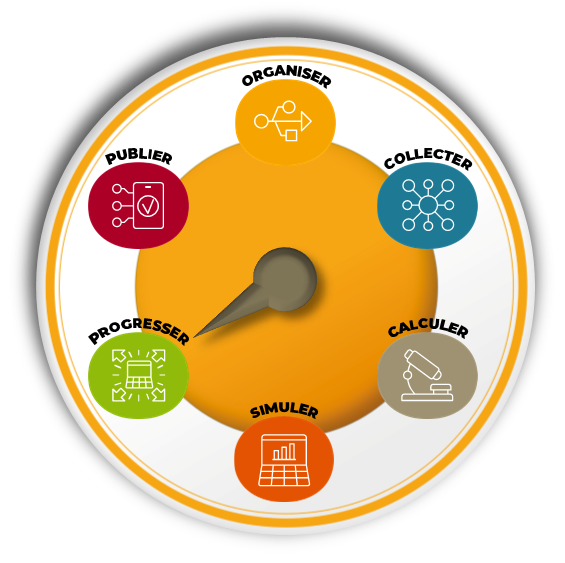 ORGANISER
COLLECTER
CALCULER
SIMULER
PROGRESSER
PUBLIER